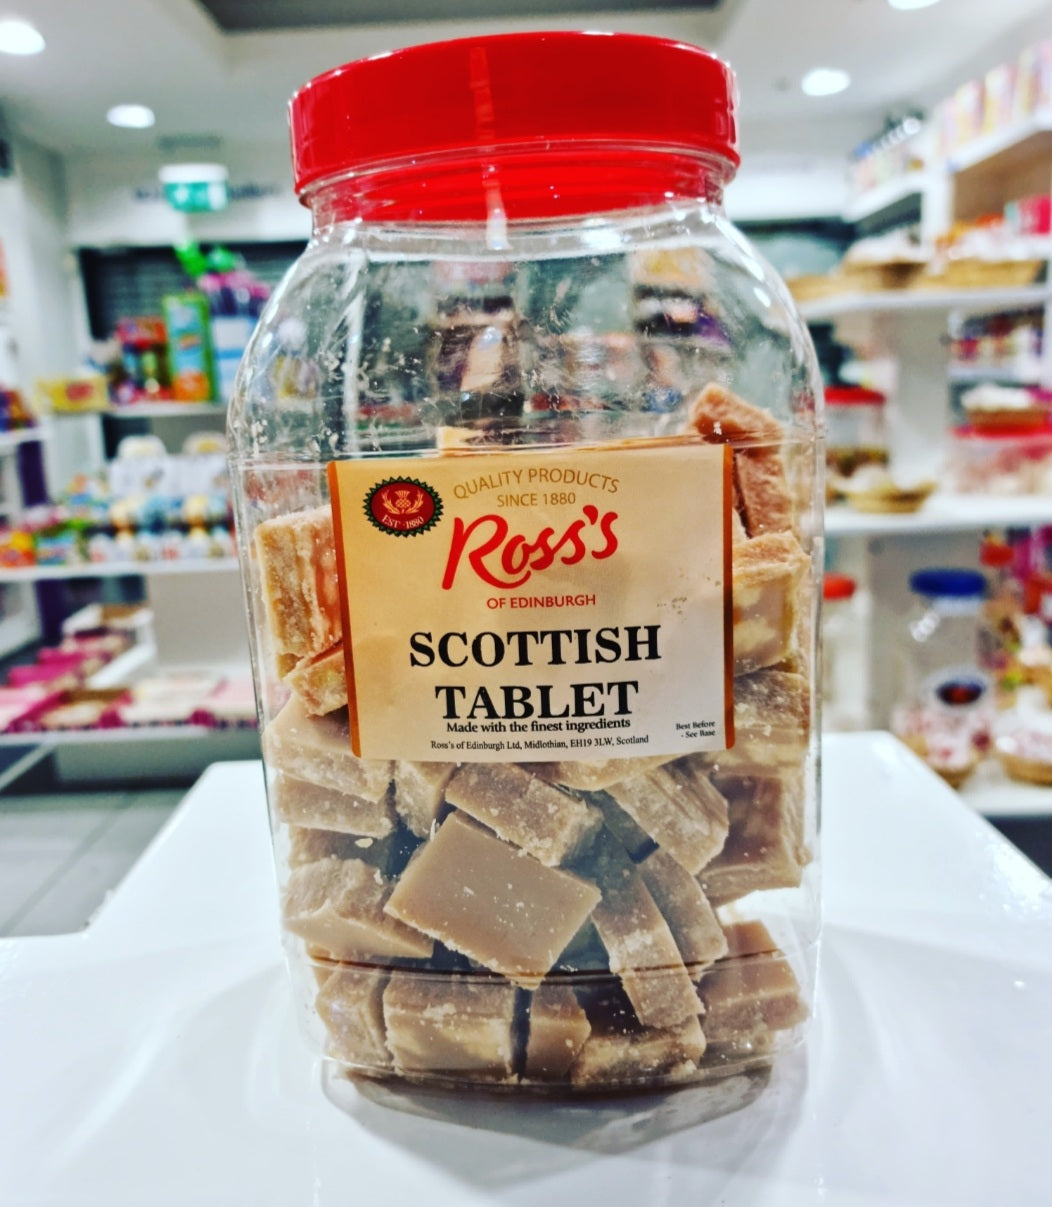 QUALITY PRODUCTS
SINCE 1880
EST · 1880
Ross's
OF EDINBURGH
SCOTTISH
TABLET
Made with the finest ingredients
Ross's of Edinburgh Ltd, Midlothian, EH19 3LW, Scotland
Best Before
- See Base